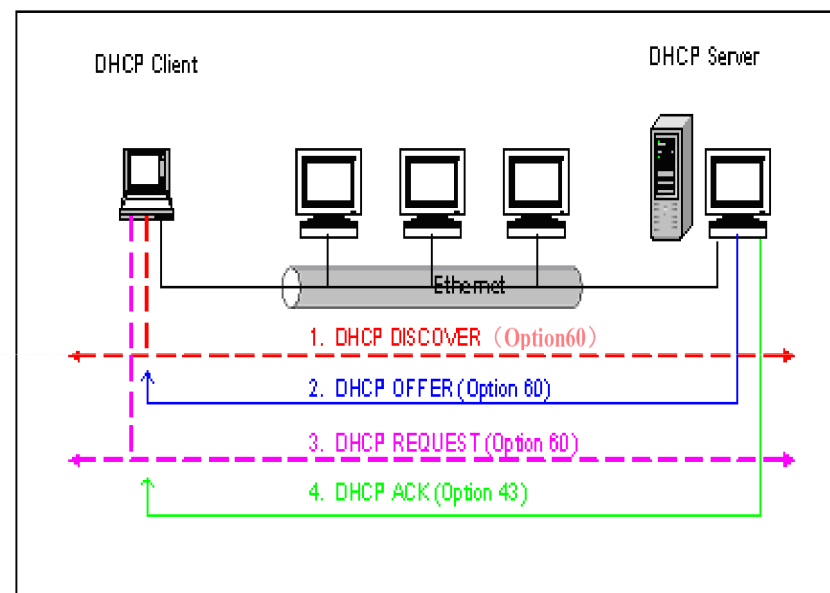 DHCP Client
DHCP Server
Ethernet
1. DHCP DISCOVER（Option60）
2. DHCP OFFER(Option 60)
3. DHCP REQUEST(Option 60)
4. DHCP ACK(Option 43)